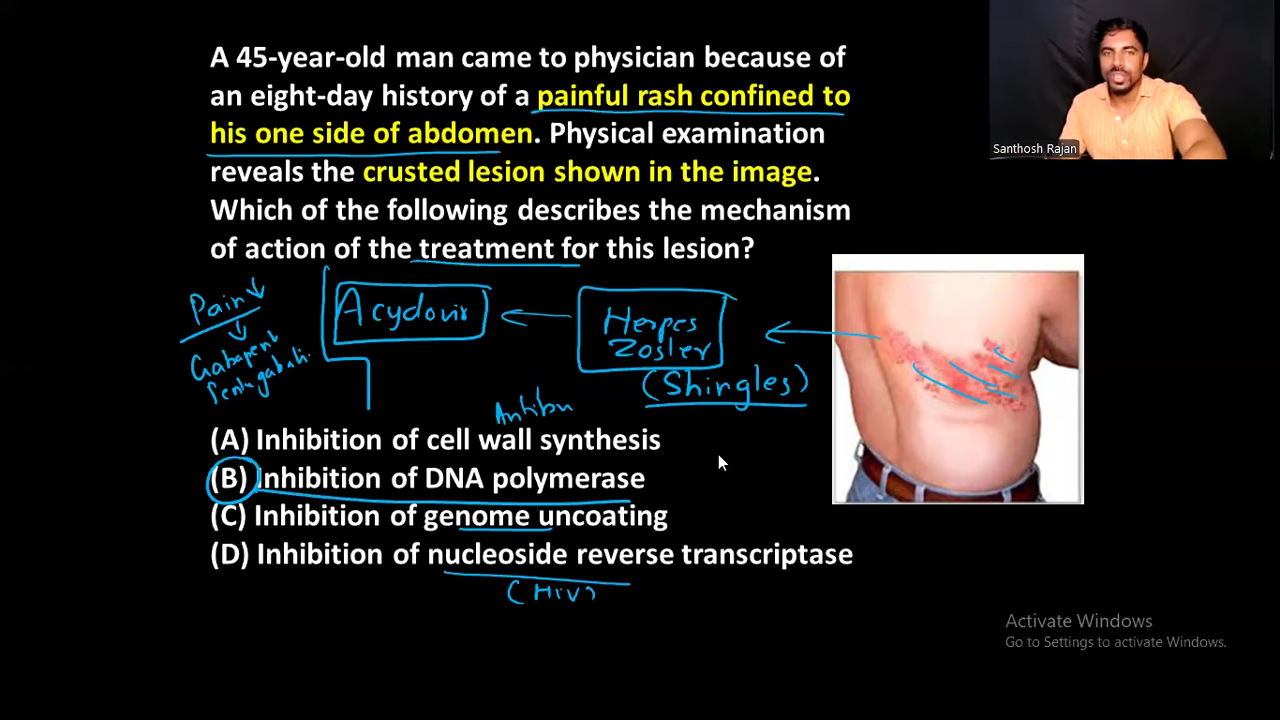 A 45-year-old man came to physician because of
an eight-day history of a painful rash confined to
his one side of abdomen. Physical examination
reveals the crusted lesion shown in the image.
Which of the following describes the mechanism
of action of the treatment for this lesion?
Santhosh Rajan
Pain↓
Acyclovir
Herpes
Zoster
(Shingles)
(A) Inhibition of cell wall synthesis
(B) Inhibition of DNA polymerase
(C) Inhibition of genome uncoating
(D) Inhibition of nucleoside reverse transcriptase
(HIV)
Activate Windows
Go to Settings to activate Windows.